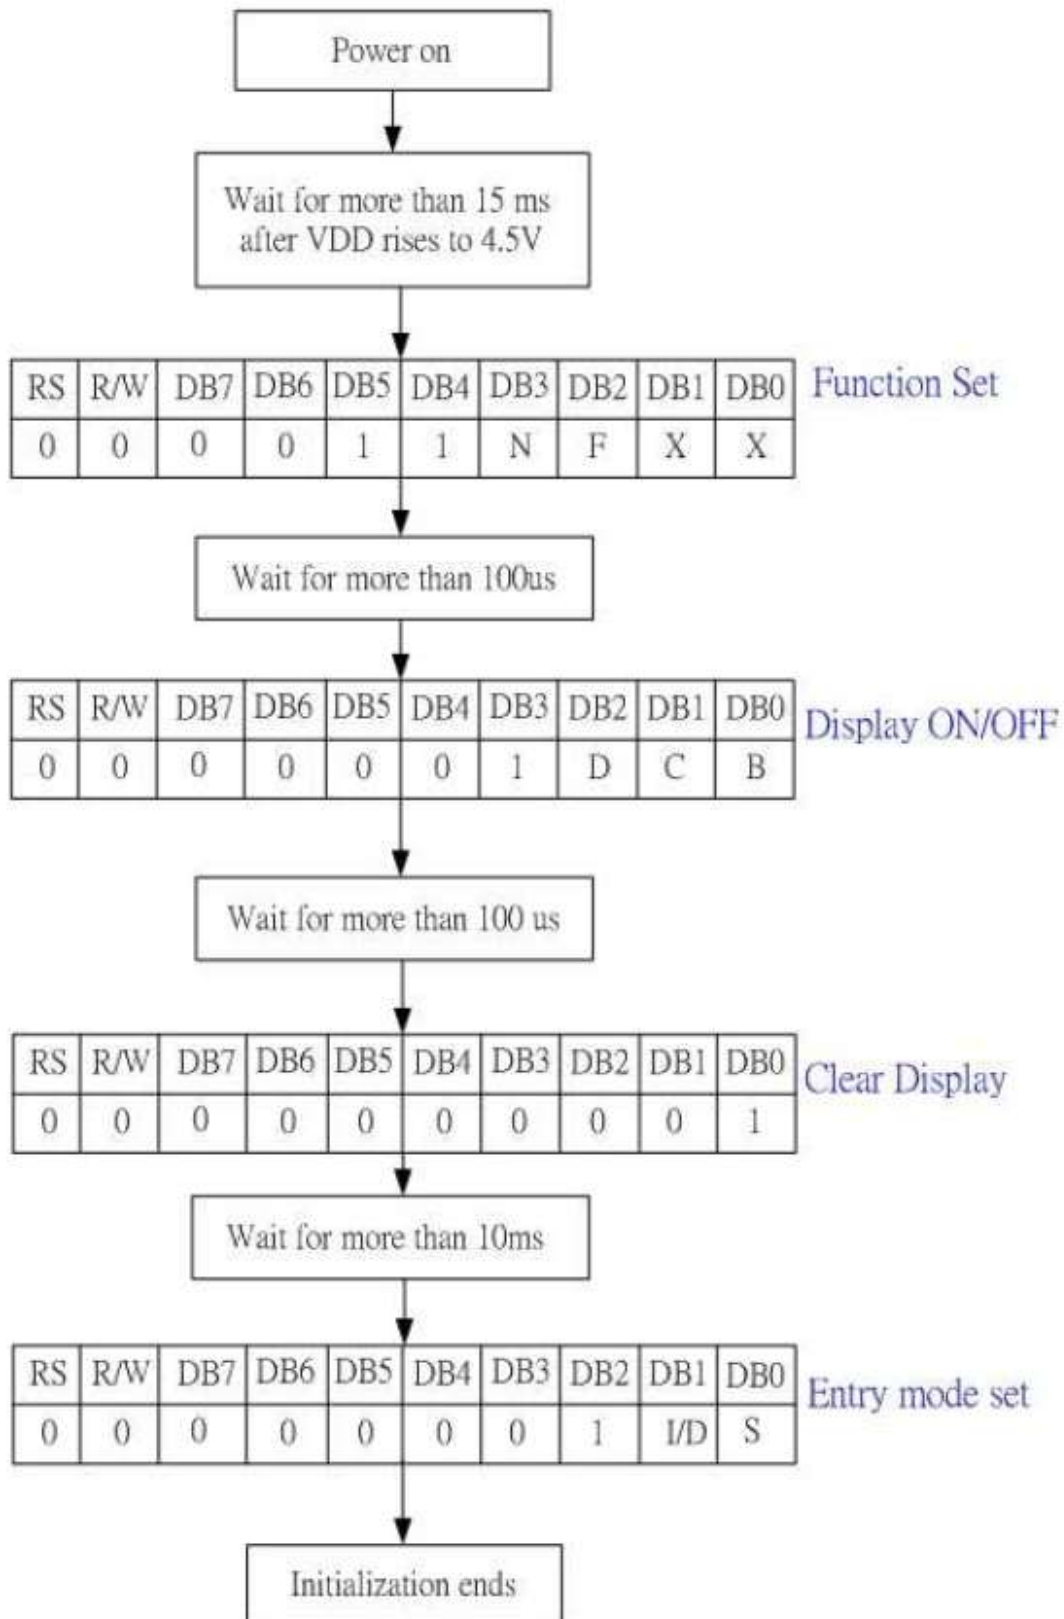 Power on
Wait for more than 15 ms
after VDD rises to 4.5V
RS R/W DB7 DB6 DB5 DB4 DB3 DB2 DB1 DB0 Function Set
0 0 0 0 1 1 N F X X
Wait for more than 100us
RS R/W DB7 DB6 DB5 DB4 DB3 DB2 DB1 DB0 Display ON/OFF
0 0 0 0 0 0 1 D C B
Wait for more than 100 us
RS R/W DB7 DB6 DB5 DB4 DB3 DB2 DB1 DB0 Clear Display
0 0 0 0 0 0 0 0 0 1
Wait for more than 10ms
RS R/W DB7 DB6 DB5 DB4 DB3 DB2 DB1 DB0 Entry mode set
0 0 0 0 0 0 0 1 I/D S
Initialization ends